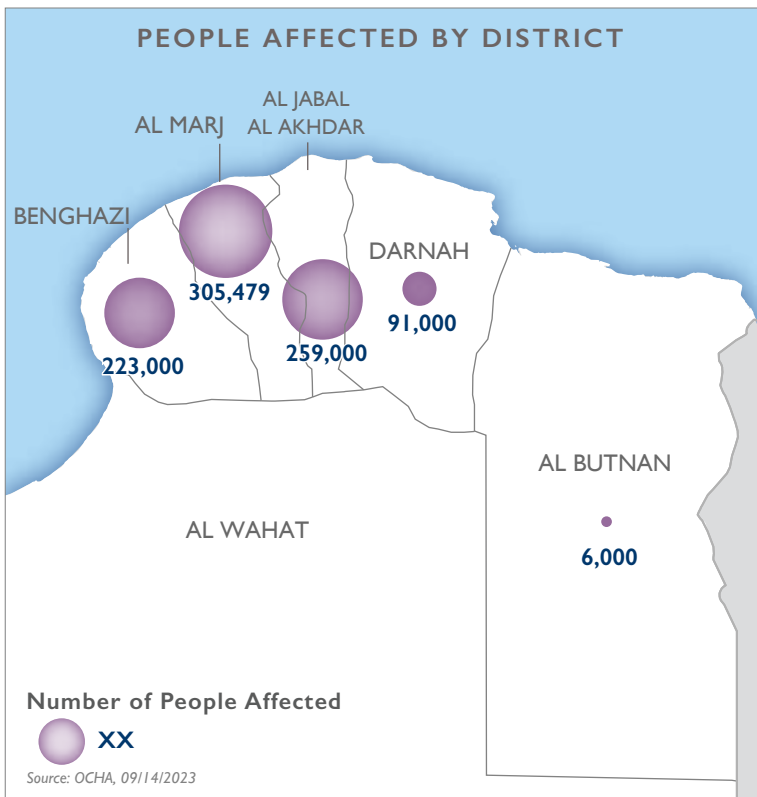 PEOPLE AFFECTED BY DISTRICT
AL JABAL
AL AKHDAR
AL MARJ
BENGHAZI
DARNAH
305,479
91,000
259,000
223,000
AL BUTNAN
AL WAHAT
6,000
Number of People Affected
XX
Source: OCHA, 09/14/2023